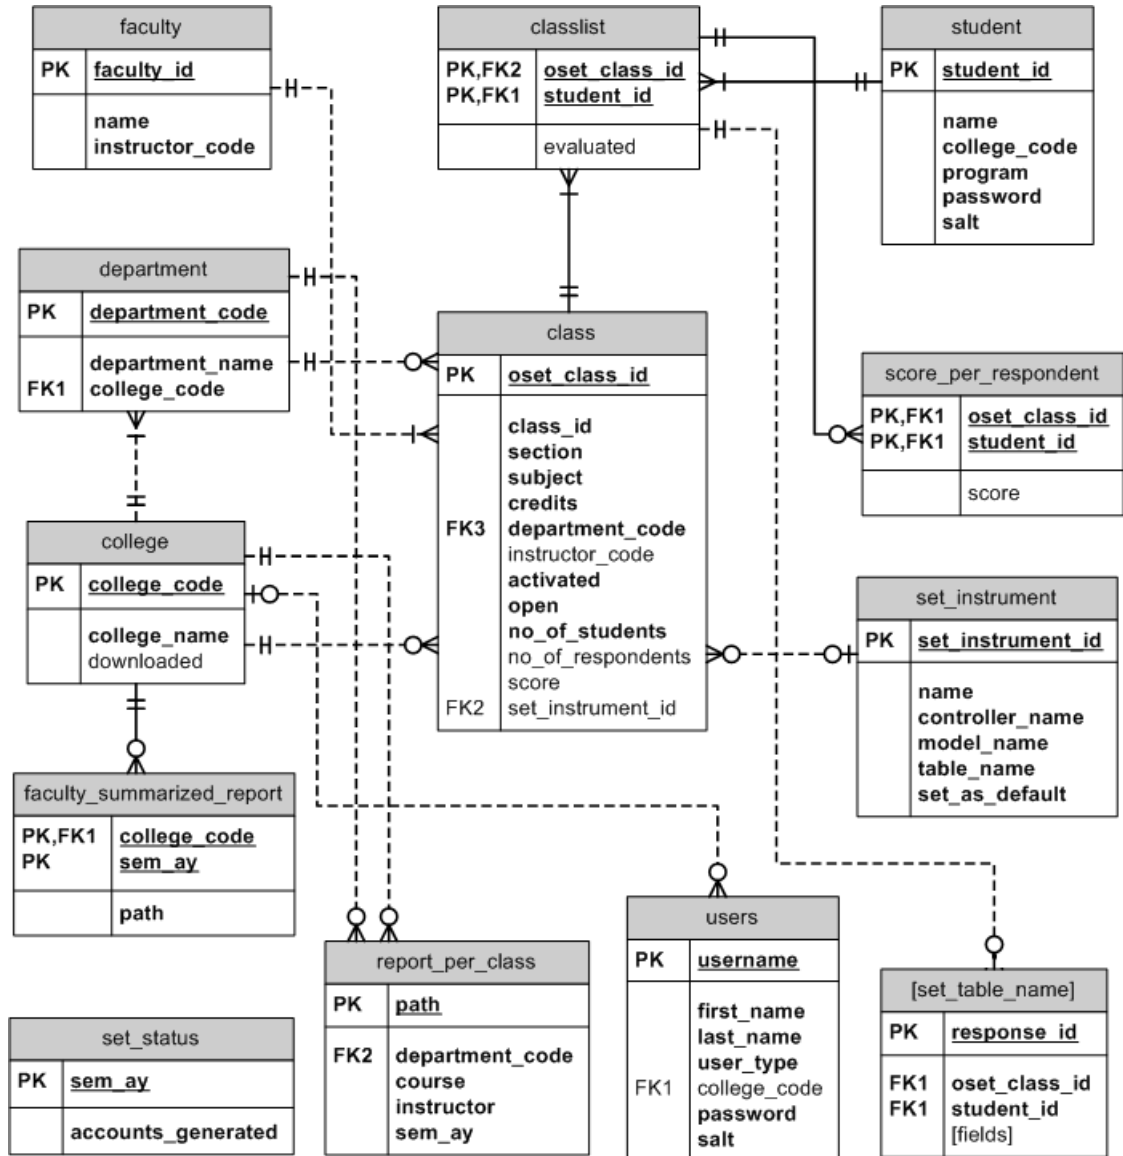 faculty
PK faculty_id
name
instructor_code
classlist
PK,FK2 oset_class_id
PK,FK1 student_id
evaluated
student
PK student_id
name
college_code
program
password
salt
department
PK department_code
department_name
FK1 college_code
class
PK oset_class_id
class_id
section
subject
credits
FK3 department_code
instructor_code
activated
open
no_of_students
no_of_respondents
score
FK2 set_instrument_id
score_per_respondent
PK,FK1 oset_class_id
PK,FK1 student_id
score
college
PK college_code
college_name
downloaded
set_instrument
PK set_instrument_id
name
controller_name
model_name
table_name
set_as_default
faculty_summarized_report
PK,FK1 college_code
PK sem_ay
path
report_per_class
PK path
FK2 department_code
course
instructor
sem_ay
users
PK username
first_name
last_name
user_type
FK1 college_code
password
salt
[set_table_name]
PK response_id
FK1 oset_class_id
FK1 student_id
[fields]
set_status
PK sem_ay
accounts_generated